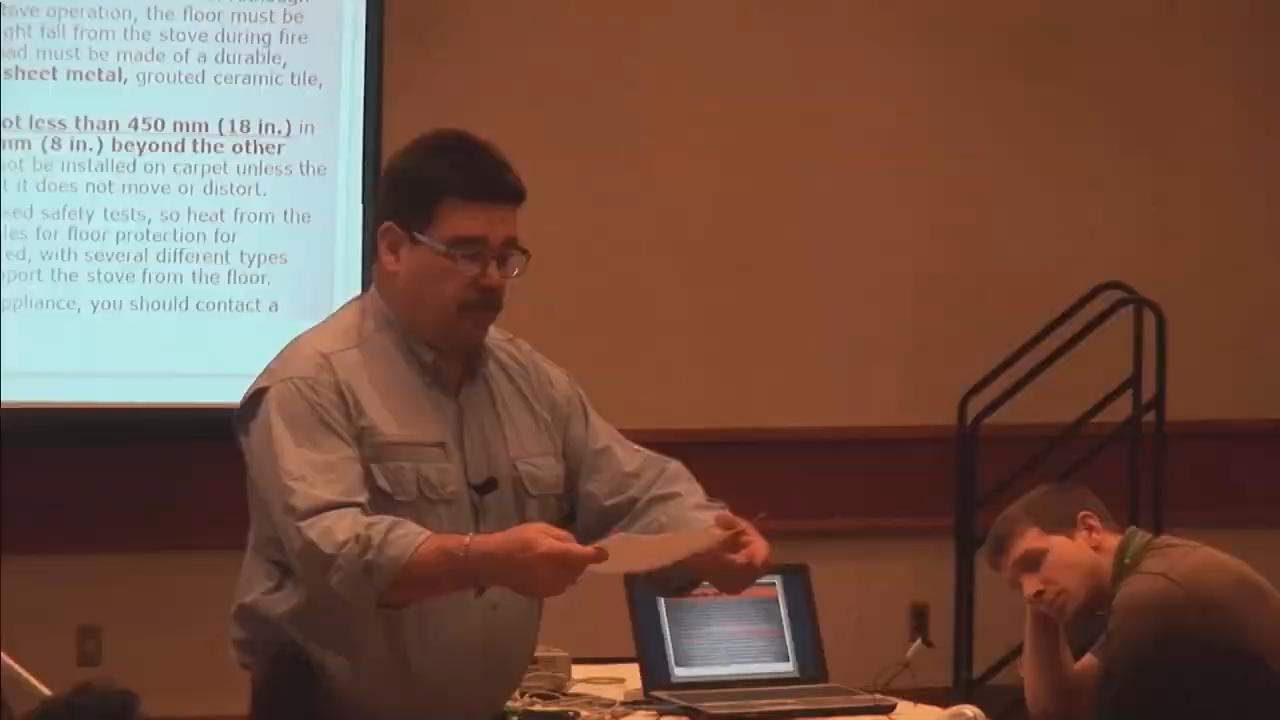 operation, the floor must be
ght fall from the stove during fire
must be made of a durable,
sheet metal, grouted ceramic tile,
ot less than 450 mm (18 in.) in
mm (8 in.) beyond the other
ot be installed on carpet unless the
t it does not move or distort.
ed safety tests, so heat from the
les for floor protection for
ed, with several different types
port the stove from the floor.
ppliance, you should contact a